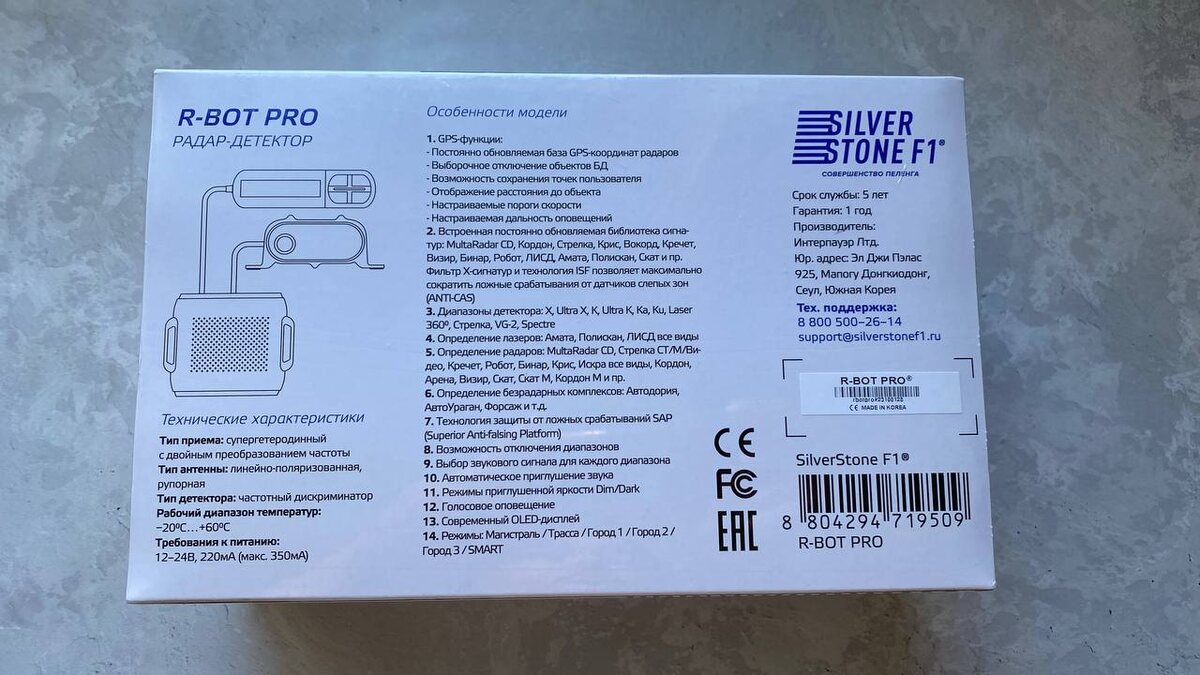 R-BOT PRO
РАДАР-ДЕТЕКТОР
Технические характеристики
Тип приема: супергетеродинный
с двойным преобразованием частоты
Тип антенны: линейно-поляризованная,
рупорная
Тип детектора: частотный дискриминатор
Рабочий диапазон температур:
–20ºC...+60ºC
Требования к питанию:
12–24В, 220мА (макс. 350мА)
Особенности модели
1. GPS-функции:
- Постоянно обновляемая база GPS-координат радаров
- Выборочное отключение объектов БД
- Возможность сохранения точек пользователя
- Отображение расстояния до объекта
- Настраиваемые пороги скорости
- Настраиваемая дальность оповещений
2. Встроенная постоянно обновляемая библиотека сигна-
тур: MultaRadar CD, Кордон, Стрелка, Крис, Вокорд, Кречет,
Визир, Бинар, Робот, ЛИСД, Амата, Полискан, Скат и пр.
Фильтр X-сигнатур и технология ISF позволяет максимально
сократить ложные срабатывания от датчиков слепых зон
(ANTI-CAS)
3. Диапазоны детектора: X, Ultra X, K, Ultra K, Ka, Ku, Laser
360º, Стрелка, VG-2, Spectre
4. Определение лазеров: Амата, Полискан, ЛИСД все виды
5. Определение радаров: MultaRadar CD, Стрелка СТ/М/Ви-
део, Кречет, Робот, Бинар, Крис, Искра все виды, Кордон,
Арена, Визир, Скат, Скат М, Кордон М и пр.
6. Определение безрадарных комплексов: Автодория,
АвтоУраган, Форсаж и т.д.
7. Технология защиты от ложных срабатываний SAP
(Superior Anti-falsing Platform)
8. Возможность отключения диапазонов
9. Выбор звукового сигнала для каждого диапазона
10. Автоматическое приглушение звука
11. Режимы приглушенной яркости Dim/Dark
12. Голосовое оповещение
13. Современный OLED-дисплей
14. Режимы: Магистраль / Трасса / Город 1 / Город 2 /
Город 3 / SMART
SILVER
STONE F1®
СОВЕРШЕНСТВО ПЕЛЕНГА
Срок службы: 5 лет
Гарантия: 1 год
Производитель:
Интерпауэр Лтд.
Юр. адрес: Эл Джи Пэлас
925, Мапогу Донгкиодонг,
Сеул, Южная Корея
Тех. поддержка:
8 800 500–26–14
support@silverstonef1.ru
R-BOT PRO®
CE MADE IN KOREA
CE
FC
EAC
SilverStone F1®
8 804294 719509
R-BOT PRO